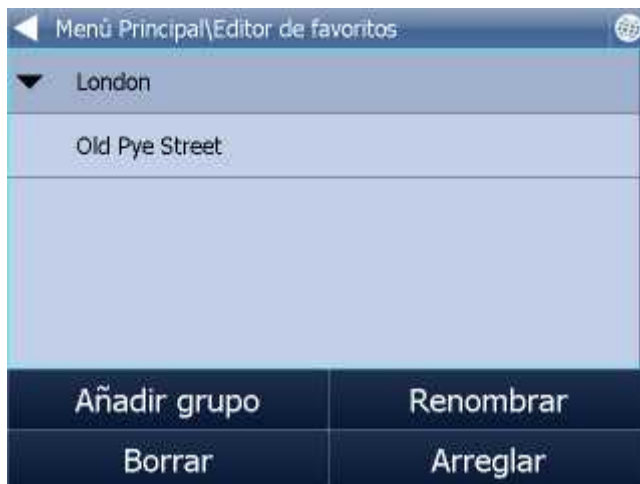 Menú Principal\Editor de favoritos
London
Old Pye Street
Añadir grupo
Renombrar
Borrar
Arreglar